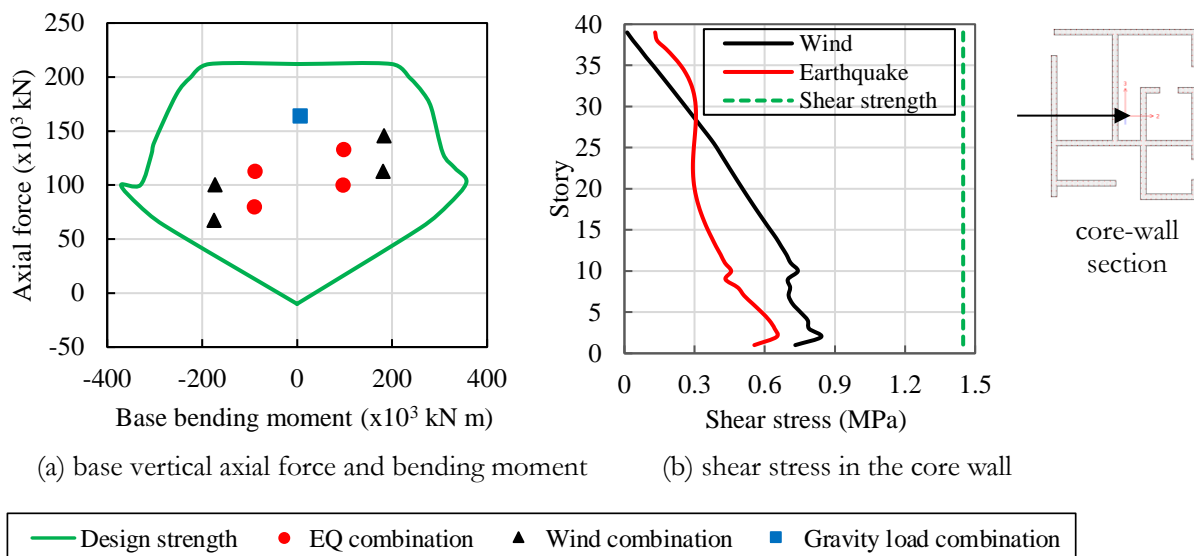 250
200
150
100
50
0
-50
Axial force (x10³ kN)
-400
-200
0
200
400
Base bending moment (x10³ kN m)
(a) base vertical axial force and bending moment
40
35
30
25
20
15
10
5
0
Story
Wind
Earthquake
Shear strength
0
0.3
0.6
0.9
1.2
1.5
Shear stress (MPa)
(b) shear stress in the core wall
3
2
core-wall
section
Design strength
EQ combination
Wind combination
Gravity load combination